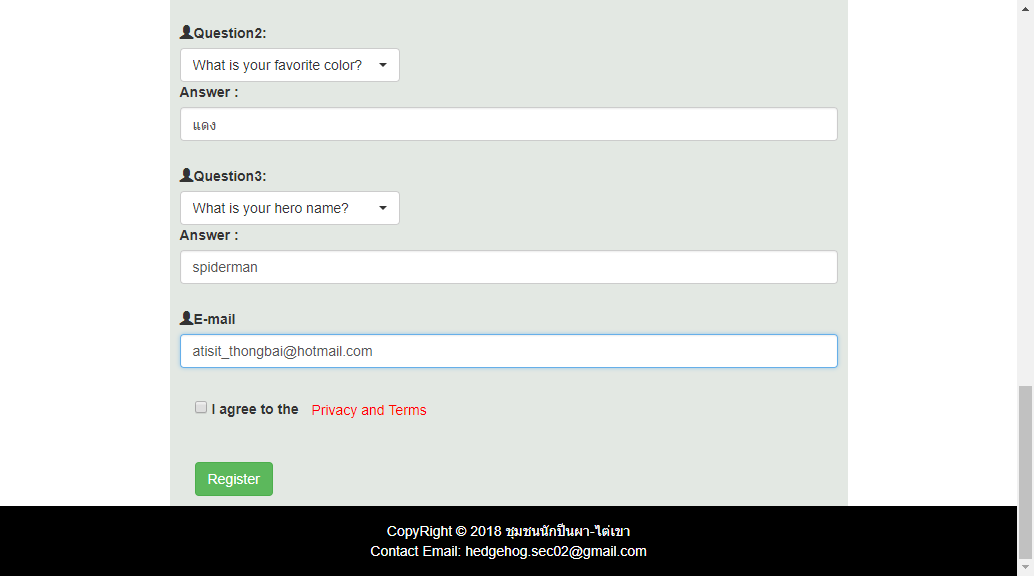 Question2:
What is your favorite color?
Answer :
แดง
Question3:
What is your hero name?
Answer :
spiderman
E-mail
atisit_thongbai@hotmail.com
I agree to the Privacy and Terms
Register
CopyRight © 2018 ชุมชนนักปืนผา-ไต่เขา
Contact Email: hedgehog.sec02@gmail.com